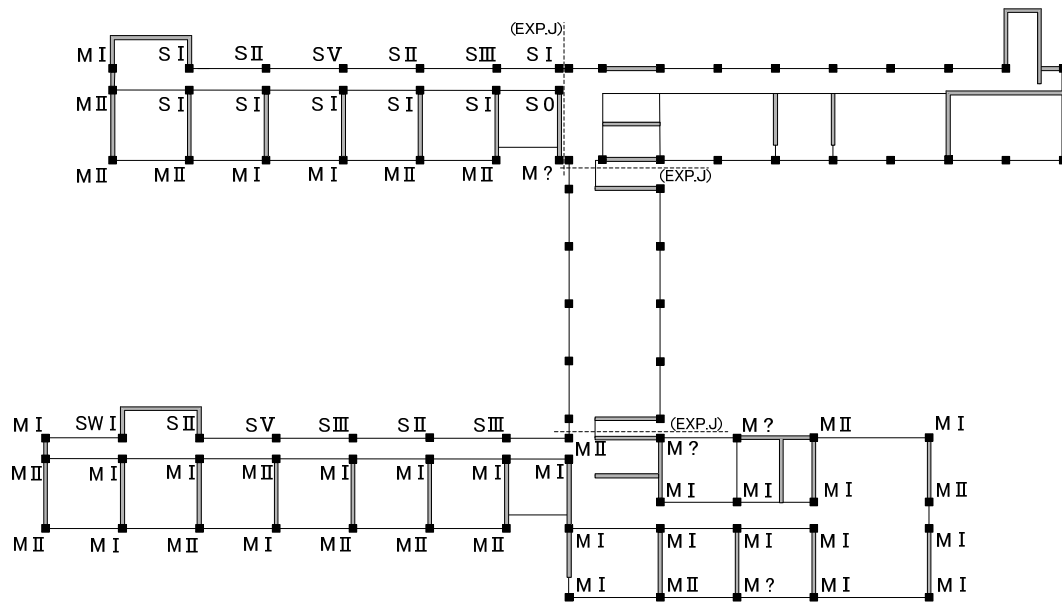 (EXP.J)
MⅠ SⅠ SⅡ SⅤ SⅡ SⅢ SⅠ
MⅡ SⅠ SⅠ SⅠ SⅠ SⅠ S0
MⅡ MⅡ MⅠ MⅠ MⅡ MⅡ M?
(EXP.J)
(EXP.J)
MⅠ SWⅠ SⅡ SⅤ SⅢ SⅡ SⅢ M? MⅡ MⅠ
MⅡ M?
MⅡ MⅠ MⅠ MⅡ MⅠ MⅠ MⅠ MⅠ
MⅠ MⅠ MⅠ MⅡ
MⅡ MⅠ MⅡ MⅠ MⅡ MⅡ MⅡ MⅠ MⅠ MⅠ MⅠ MⅠ
MⅠ MⅡ M? MⅠ MⅠ